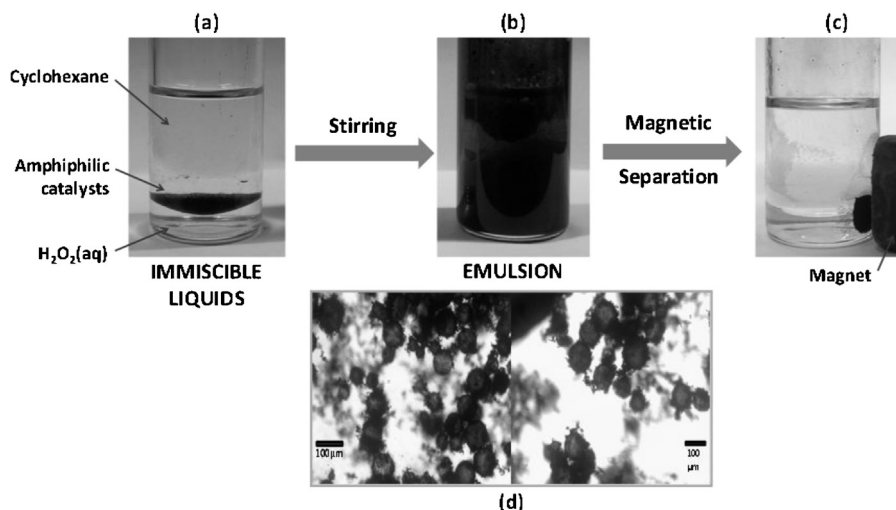 (a)
(b)
(c)
Cyclohexane
Amphiphilic
catalysts
H₂O₂(aq)
Stirring
Magnetic
Separation
Magnet
IMMISCIBLE
LIQUIDS
EMULSION
100 µm
100
µm
(d)